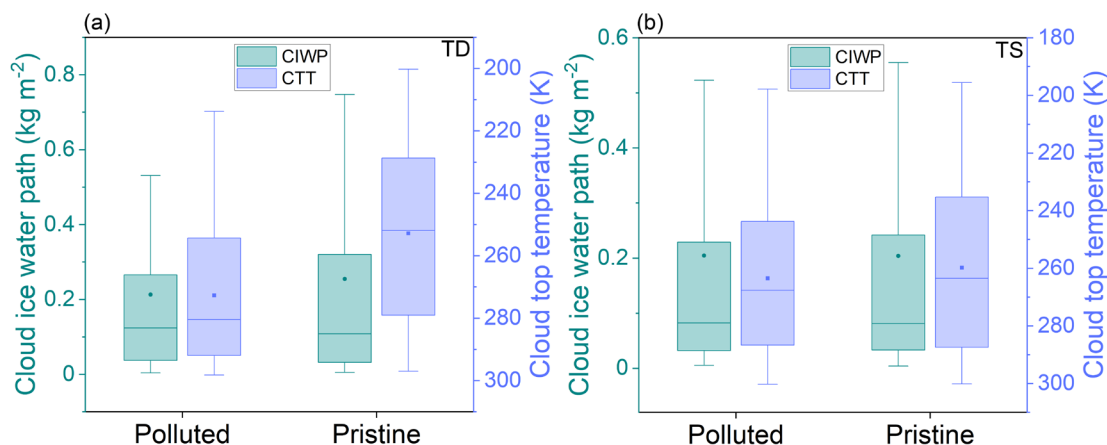 (a)
TD
CIWP
CTT
Cloud ice water path (kg m-2)
0.8
0.6
0.4
0.2
0
200
220
240
260
280
300
Cloud top temperature (K)
Polluted
Pristine
(b)
TS
CIWP
CTT
Cloud ice water path (kg m-2)
0.6
0.4
0.2
0
180
200
220
240
260
280
300
Cloud top temperature (K)
Polluted
Pristine